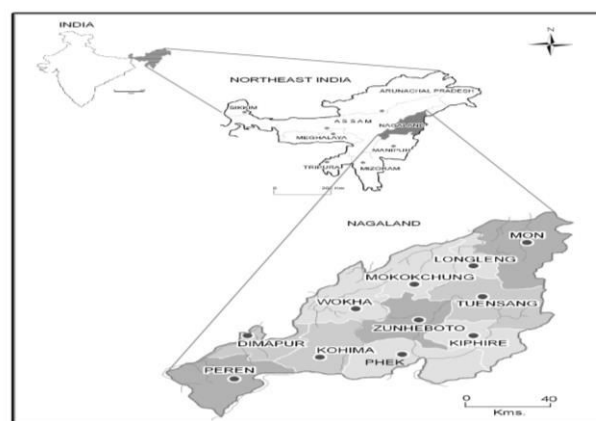 INDIA
N
NORTHEAST INDIA
ARUNACHAL PRADESH
SIKKIM
ASSAM
NAGALAND
MEGHALAYA
MANIPUR
TRIPURA
MIZORAM
0
NAGALAND
MON
LONGLENG
MOKOKCHUNG
TUENSANG
WOKHA
ZUNHEBOTO
DIMAPUR
KIPHIRE
KOHIMA
PHEK
PEREN
0 40
Kms.